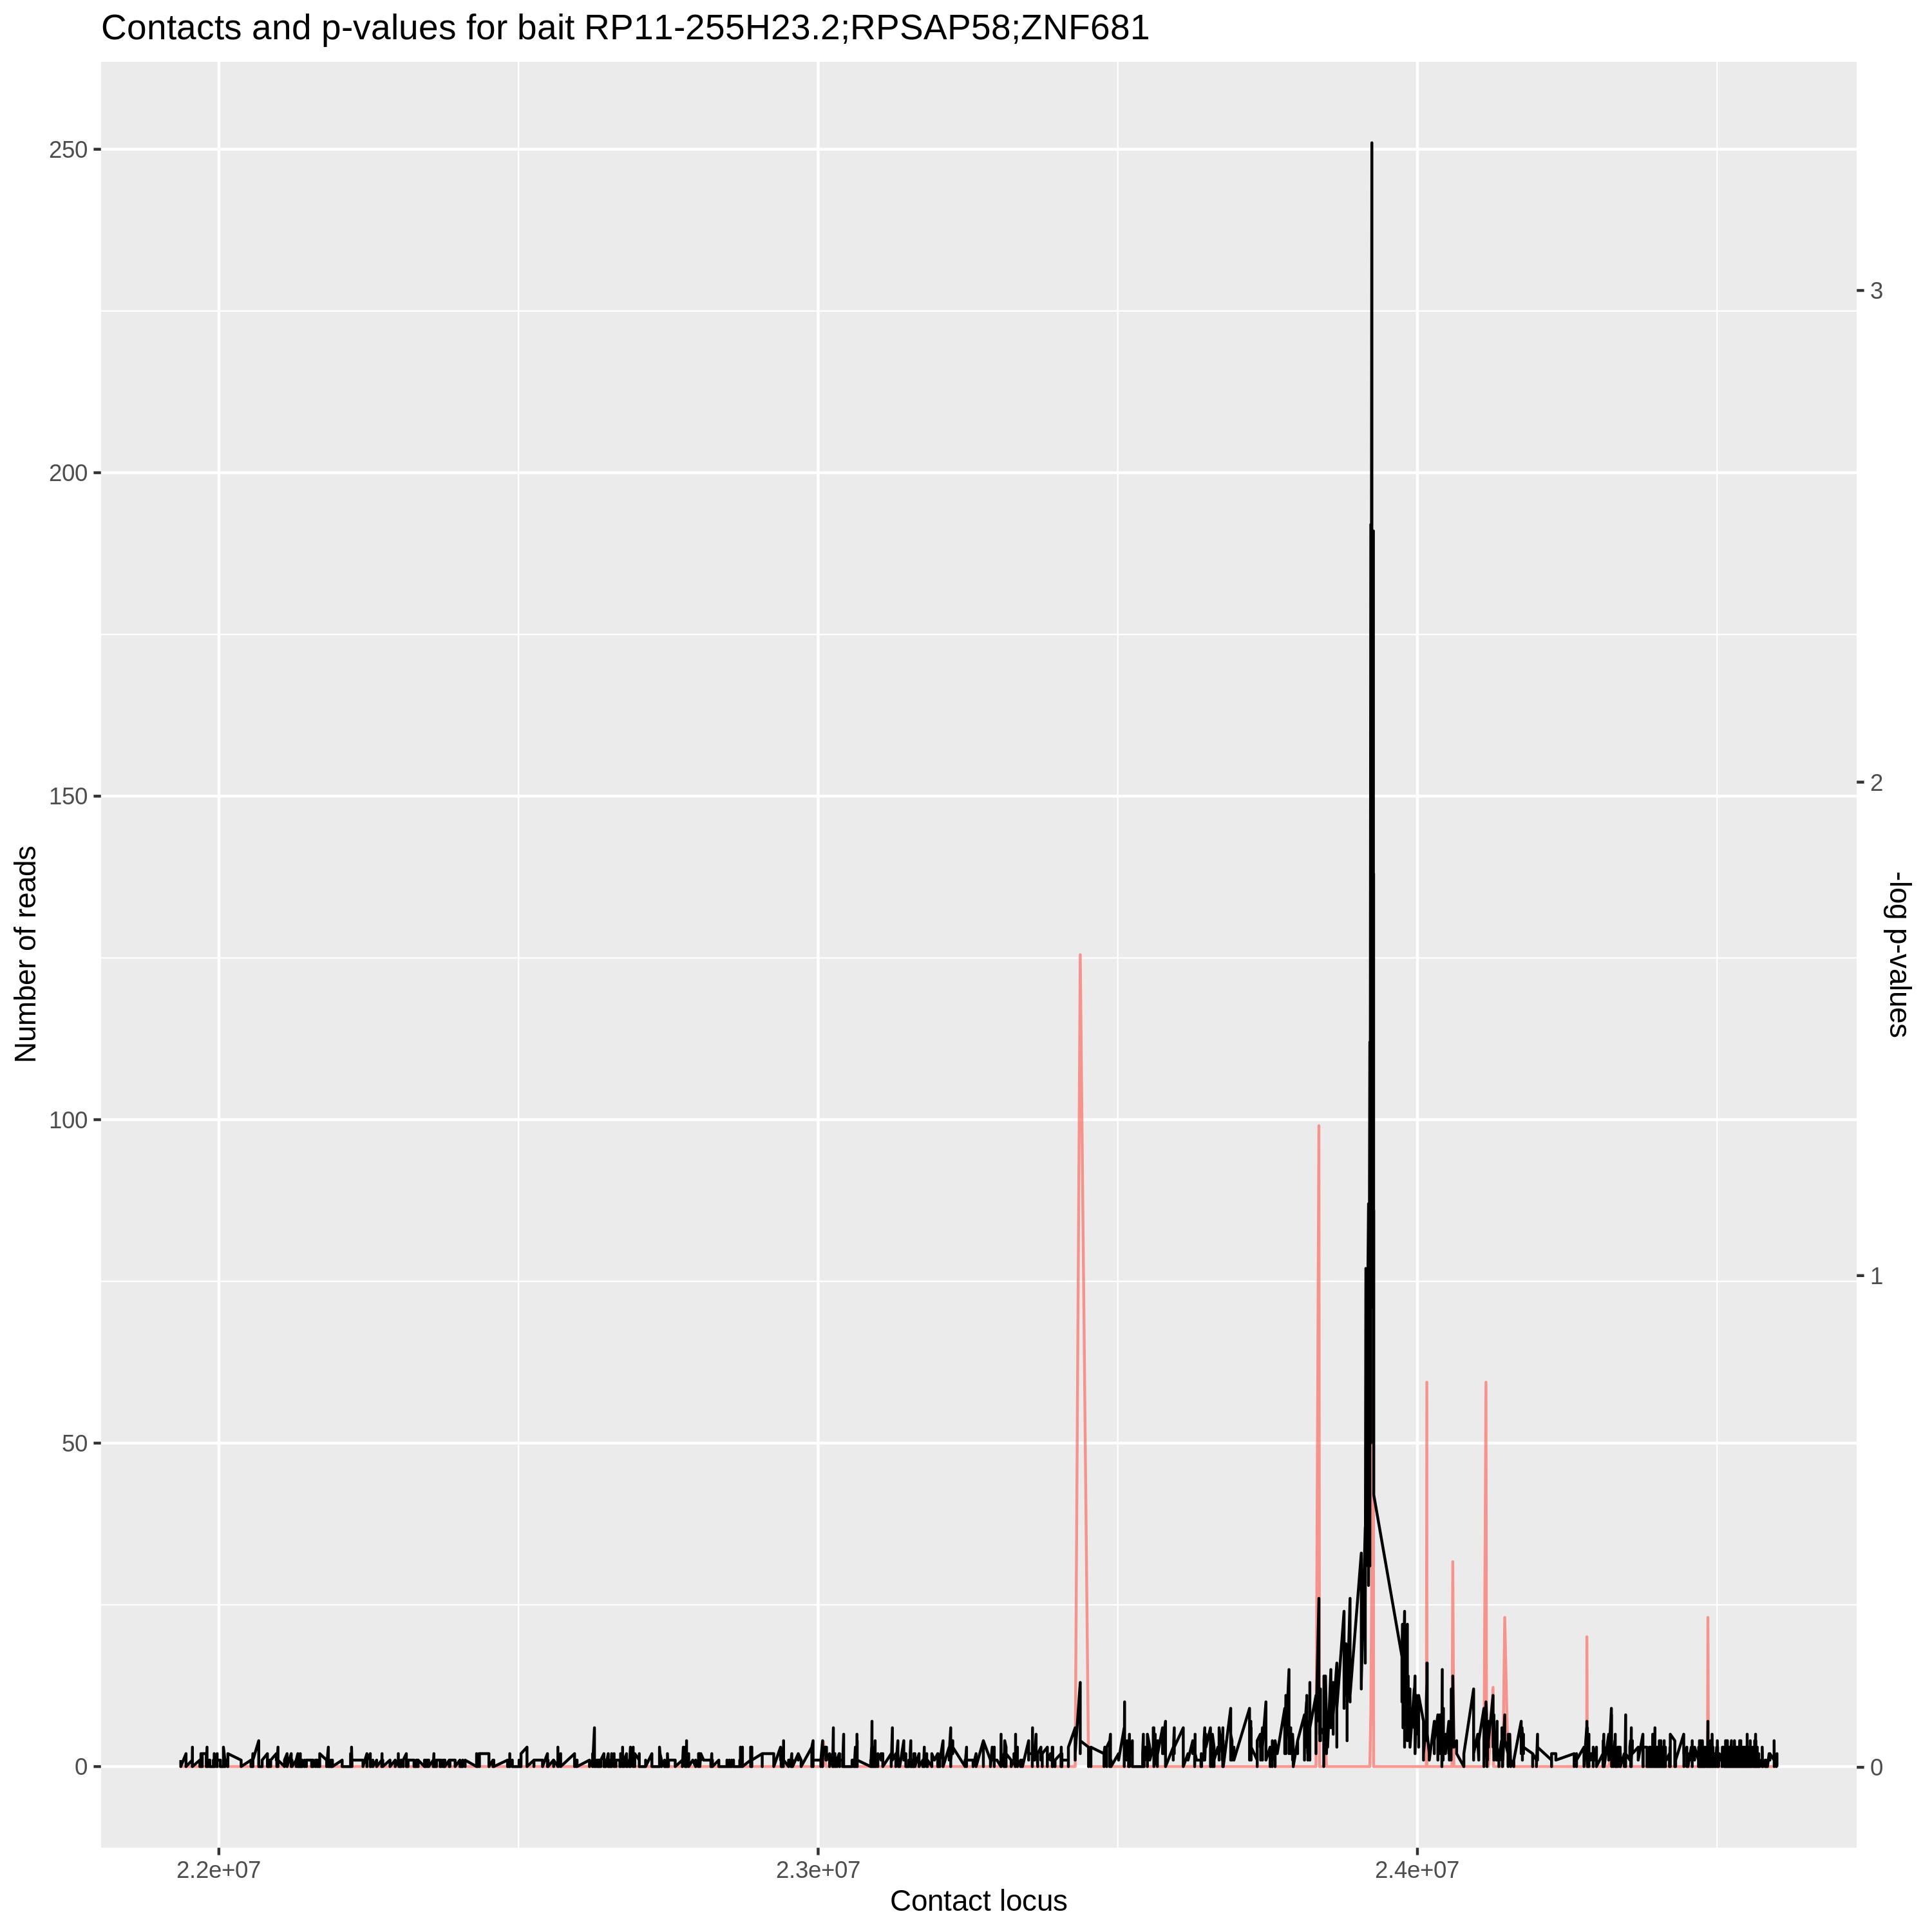 Contacts and p-values for bait RP11-255H23.2;RPSAP58;ZNF681
250
200
150
100
50
0
Number of reads
3
2
1
0
-log p-values
2.2e+07
2.3e+07
2.4e+07
Contact locus